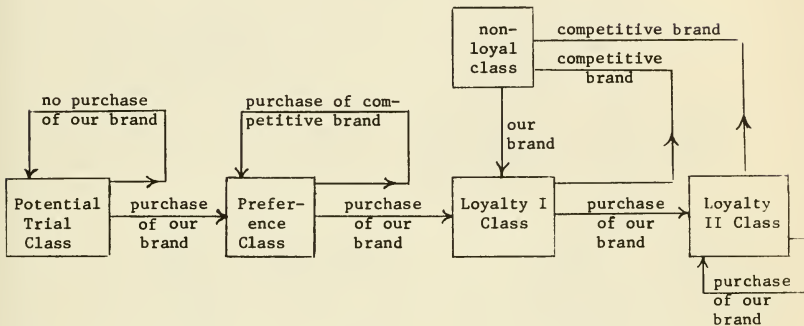 non-
loyal
class
competitive brand
competitive
brand
no purchase
of our brand
purchase of com-
petitive brand
our
brand
Potential
Trial
Class
purchase
of our
brand
Prefer-
ence
Class
purchase
of our
brand
Loyalty I
Class
purchase
of our
brand
Loyalty
II Class
purchase
of our
brand